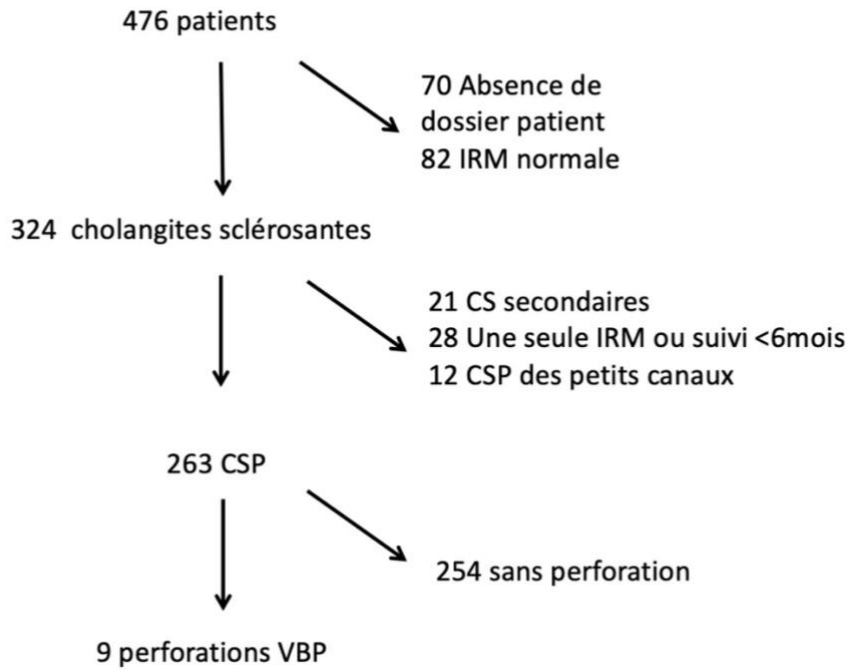 476 patients
70 Absence de
dossier patient
82 IRM normale
324 cholangites sclérosantes
21 CS secondaires
28 Une seule IRM ou suivi <6mois
12 CSP des petits canaux
263 CSP
254 sans perforation
9 perforations VBP